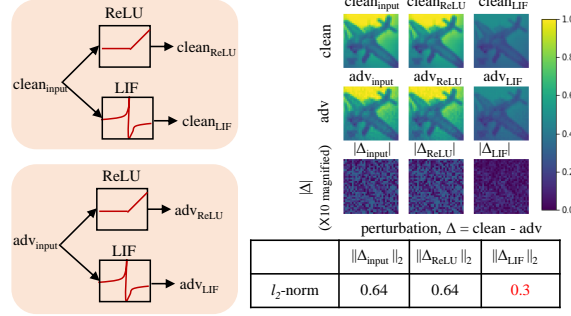 ReLU
clean_input
clean_ReLU
LIF
clean_LIF
ReLU
adv_input
adv_ReLU
LIF
adv_LIF
clean_input clean_ReLU clean_LIF
clean
adv_input adv_ReLU adv_LIF
adv
|Δ_input| |Δ_ReLU| |Δ_LIF|
|Δ|
(X10 magnified)
1.0
0.8
0.6
0.4
0.2
0.0
perturbation, Δ = clean - adv
||Δ_input||_2 ||Δ_ReLU||_2 ||Δ_LIF||_2
l_2-norm 0.64 0.64 0.3